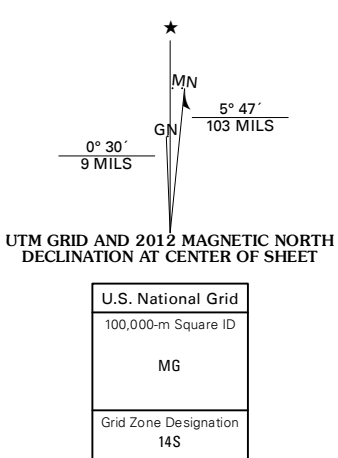 ★
MN
GN
5° 47´
103 MILS
0° 30´
9 MILS
UTM GRID AND 2012 MAGNETIC NORTH
DECLINATION AT CENTER OF SHEET
U.S. National Grid
100,000-m Square ID
MG
Grid Zone Designation
14S